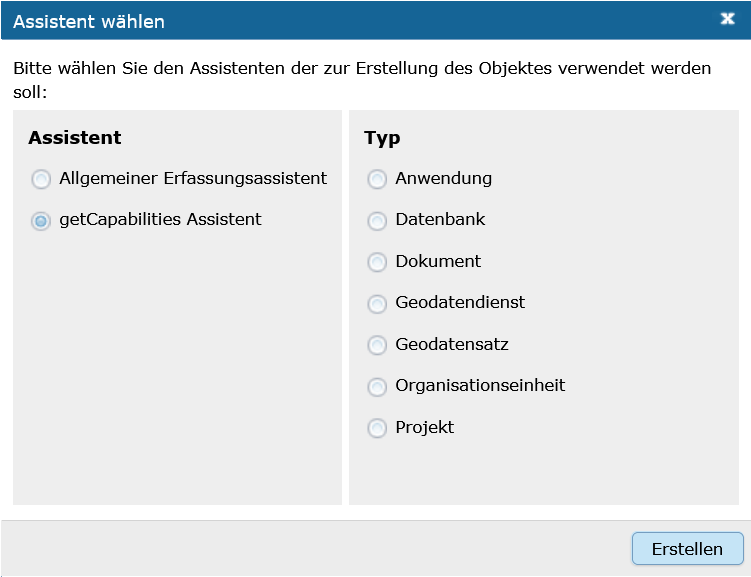 Assistent wählen
Bitte wählen Sie den Assistenten der zur Erstellung des Objektes verwendet werden
soll:
Assistent
Allgemeiner Erfassungsassistent
getCapabilities Assistent
Typ
Anwendung
Datenbank
Dokument
Geodatendienst
Geodatensatz
Organisationseinheit
Projekt
Erstellen